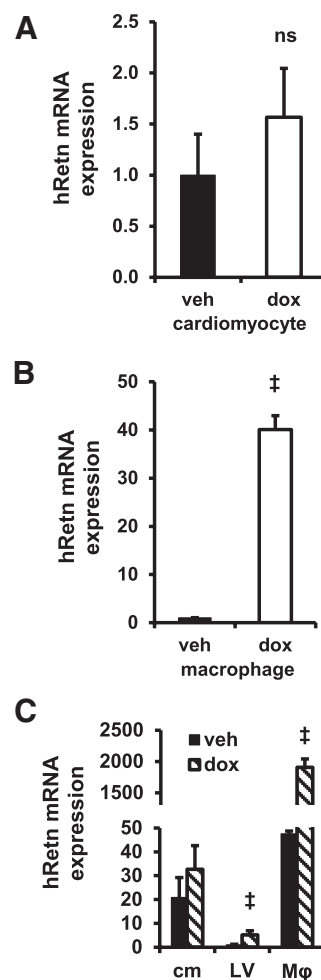 A
hRetn mRNA
expression
2.5
2.0
1.5
1.0
0.5
0.0
ns
veh dox
cardiomyocyte
B
hRetn mRNA
expression
50
40
30
20
10
0
‡
veh dox
macrophage
C
hRetn mRNA
expression
2500
2000
1500
50
40
30
20
10
0
veh
dox
‡
‡
cm LV Mφ